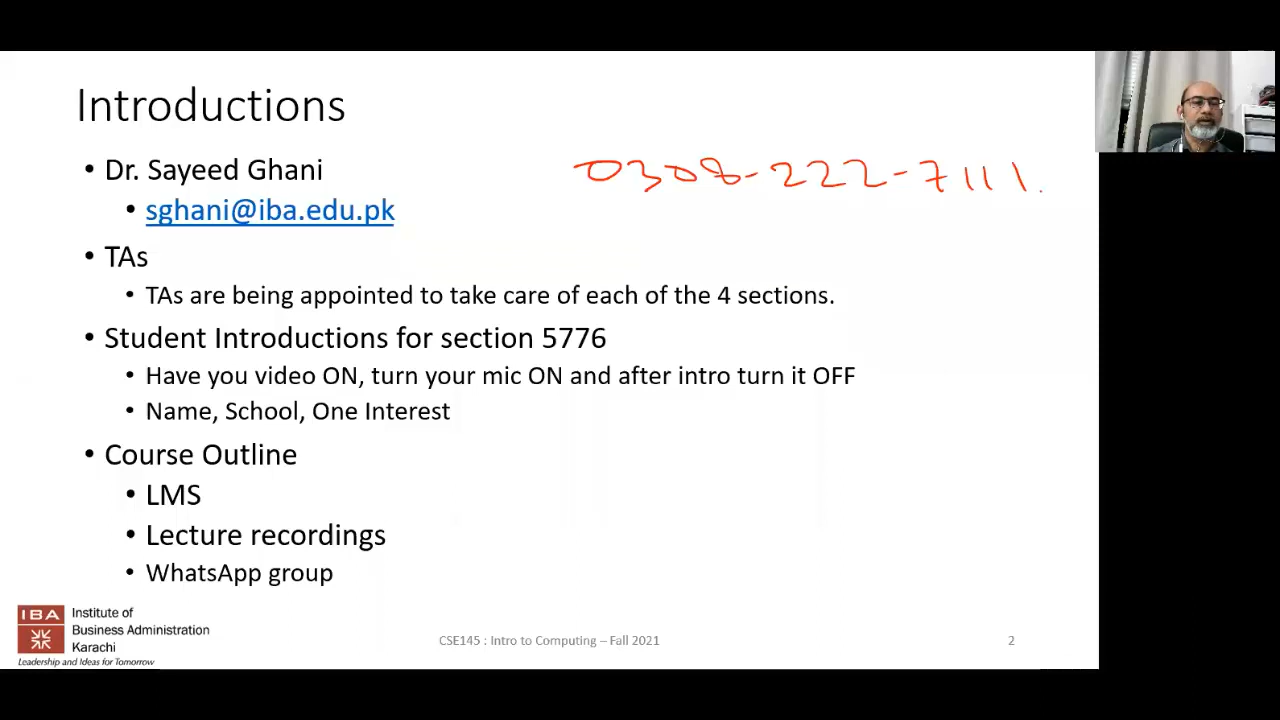 Introductions
• Dr. Sayeed Ghani
0308-222-7111.
• sghani@iba.edu.pk
• TAs
• TAs are being appointed to take care of each of the 4 sections.
• Student Introductions for section 5776
• Have you video ON, turn your mic ON and after intro turn it OFF
• Name, School, One Interest
• Course Outline
• LMS
• Lecture recordings
• WhatsApp group
IBA
Institute of
Business Administration
Karachi
Leadership and Ideas for Tomorrow
CSE145 : Intro to Computing – Fall 2021
2